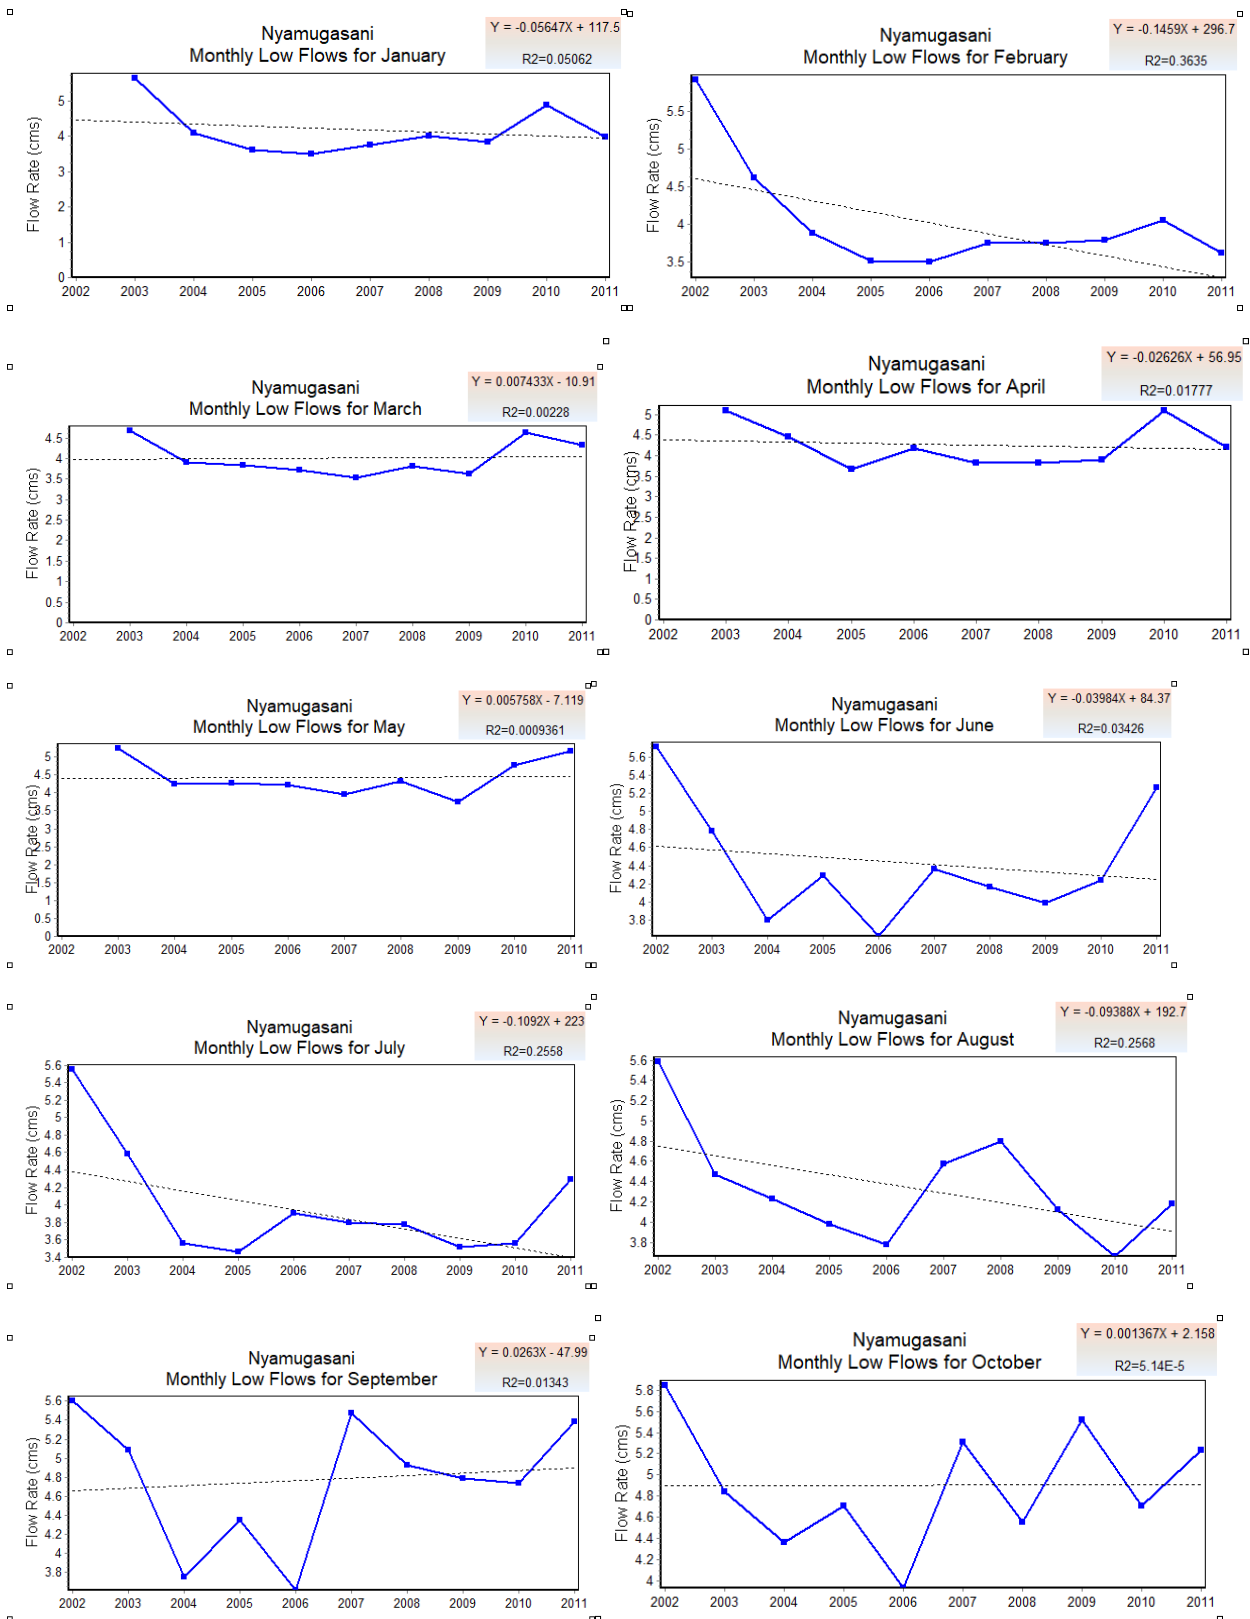 Nyamugasani
Monthly Low Flows for January
Y = -0.05647X + 117.5
R2=0.05062
Flow Rate (cms)
5
4
3
2
1
0
2002 2003 2004 2005 2006 2007 2008 2009 2010 2011
Nyamugasani
Monthly Low Flows for February
Y = -0.1459X + 296.7
R2=0.3635
Flow Rate (cms)
5.5
5
4.5
4
3.5
2002 2003 2004 2005 2006 2007 2008 2009 2010 2011
Nyamugasani
Monthly Low Flows for March
Y = 0.007433X - 10.91
R2=0.00228
Flow Rate (cms)
4.5
4
3.5
3
2.5
2
1.5
1
0.5
0
2002 2003 2004 2005 2006 2007 2008 2009 2010 2011
Nyamugasani
Monthly Low Flows for April
Y = -0.02626X + 56.95
R2=0.01777
Flow Rate (cms)
5
4.5
4
3.5
3
2.5
2
1.5
1
0.5
0
2002 2003 2004 2005 2006 2007 2008 2009 2010 2011
Nyamugasani
Monthly Low Flows for May
Y = 0.005758X - 7.119
R2=0.0009361
Flow Rate (cms)
5
4.5
4
3.5
3
2.5
2
1.5
1
0.5
0
2002 2003 2004 2005 2006 2007 2008 2009 2010 2011
Nyamugasani
Monthly Low Flows for June
Y = -0.03984X + 84.37
R2=0.03426
Flow Rate (cms)
5.6
5.4
5.2
5
4.8
4.6
4.4
4.2
4
3.8
2002 2003 2004 2005 2006 2007 2008 2009 2010 2011
Nyamugasani
Monthly Low Flows for July
Y = -0.1092X + 223
R2=0.2558
Flow Rate (cms)
5.6
5.4
5.2
5
4.8
4.6
4.4
4.2
4
3.8
3.6
3.4
2002 2003 2004 2005 2006 2007 2008 2009 2010 2011
Nyamugasani
Monthly Low Flows for August
Y = -0.09388X + 192.7
R2=0.2568
Flow Rate (cms)
5.6
5.4
5.2
5
4.8
4.6
4.4
4.2
4
3.8
2002 2003 2004 2005 2006 2007 2008 2009 2010 2011
Nyamugasani
Monthly Low Flows for September
Y = 0.0263X - 47.99
R2=0.01343
Flow Rate (cms)
5.6
5.4
5.2
5
4.8
4.6
4.4
4.2
4
3.8
2002 2003 2004 2005 2006 2007 2008 2009 2010 2011
Nyamugasani
Monthly Low Flows for October
Y = 0.001367X + 2.158
R2=5.14E-5
Flow Rate (cms)
5.8
5.6
5.4
5.2
5
4.8
4.6
4.4
4.2
4
2002 2003 2004 2005 2006 2007 2008 2009 2010 2011